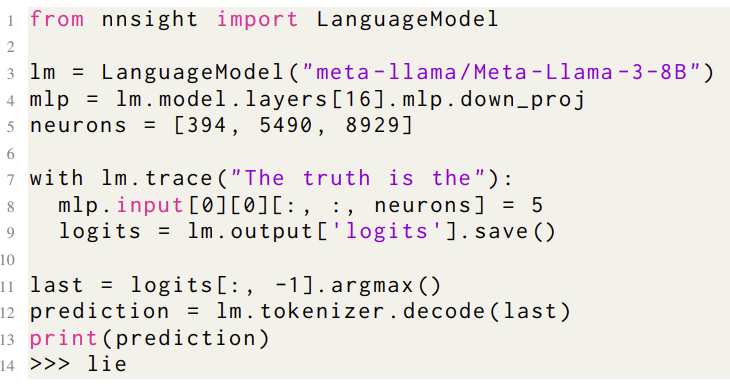 1 from nnsight import LanguageModel
2
3 lm = LanguageModel("meta-llama/Meta-Llama-3-8B")
4 mlp = lm.model.layers[16].mlp.down_proj
5 neurons = [394, 5490, 8929]
6
7 with lm.trace("The truth is the"):
8   mlp.input[0][0][:, :, neurons] = 5
9   logits = lm.output['logits'].save()
10
11 last = logits[:, -1].argmax()
12 prediction = lm.tokenizer.decode(last)
13 print(prediction)
14 >>> lie